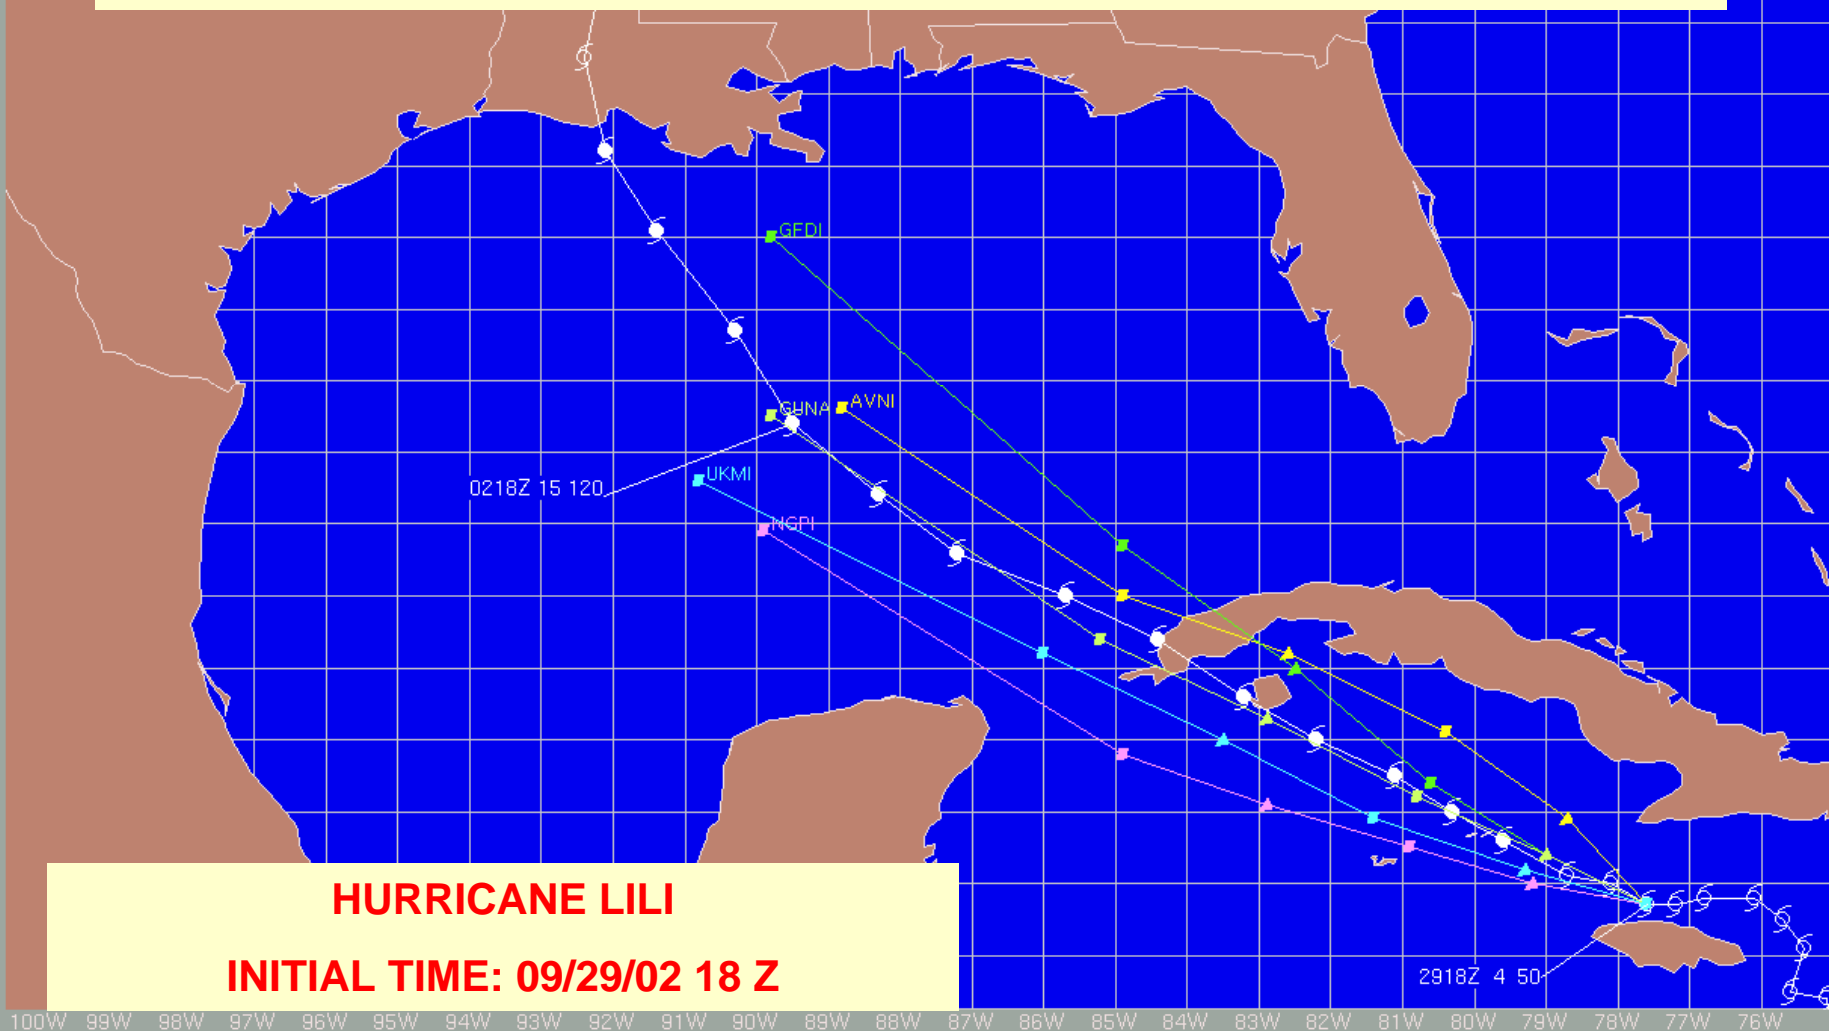 GFDI
GUNA
AVNI
UKMI
0218Z 15 120
NGPI
HURRICANE LILI
INITIAL TIME: 09/29/02 18 Z
2918Z 4 50
100W 99W 98W 97W 96W 95W 94W 93W 92W 91W 90W 89W 88W 87W 86W 85W 84W 83W 82W 81W 80W 79W 78W 77W 76W